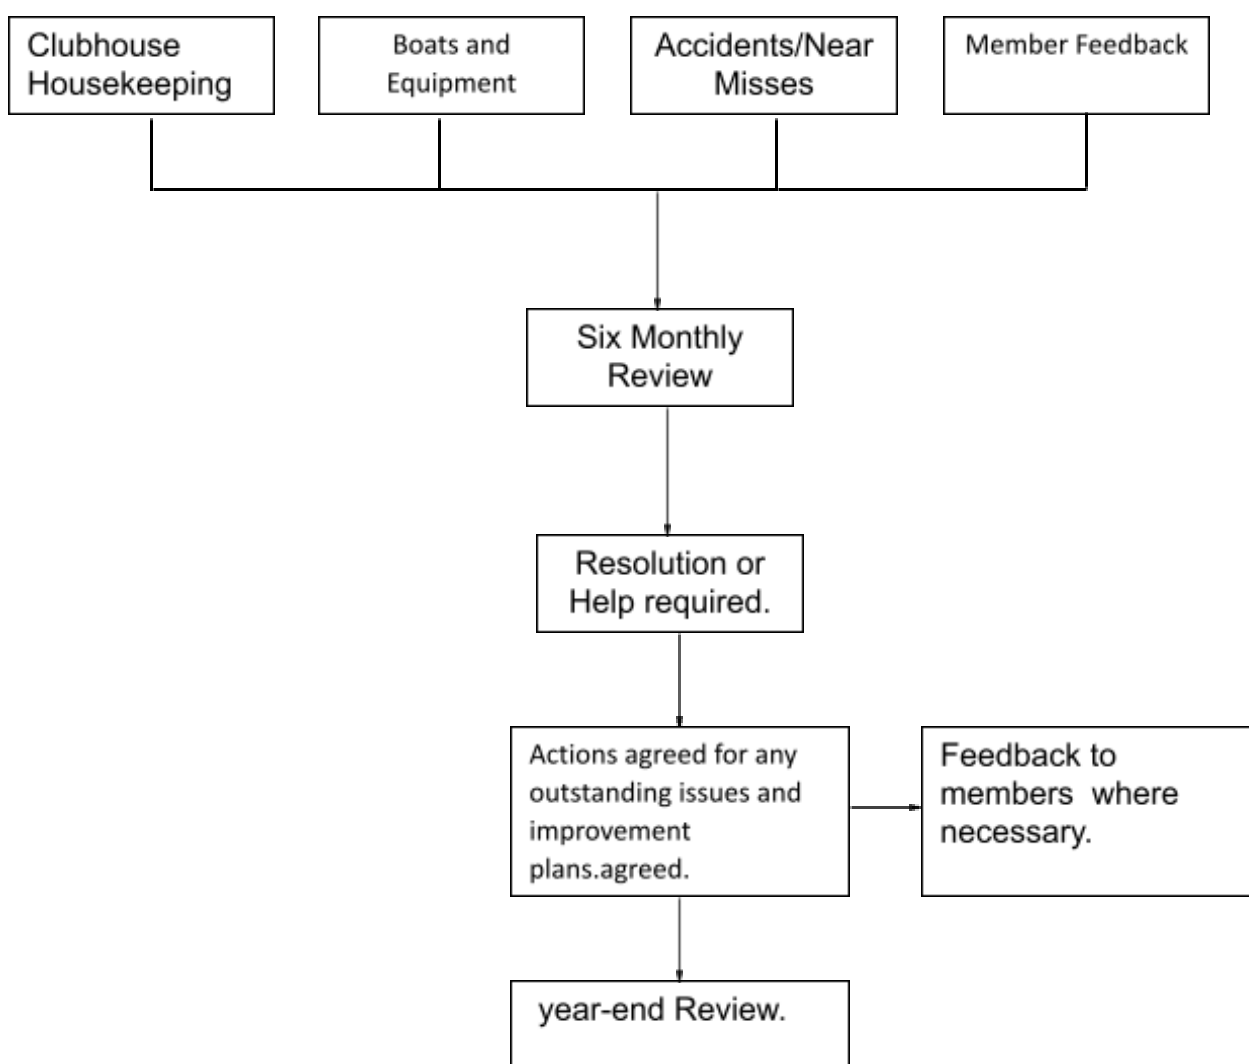 Clubhouse
Housekeeping
Boats and
Equipment
Accidents/Near
Misses
Member Feedback
Six Monthly
Review
Resolution or
Help required.
Actions agreed for any
outstanding issues and
improvement
plans.agreed.
Feedback to
members  where
necessary.
year-end Review.